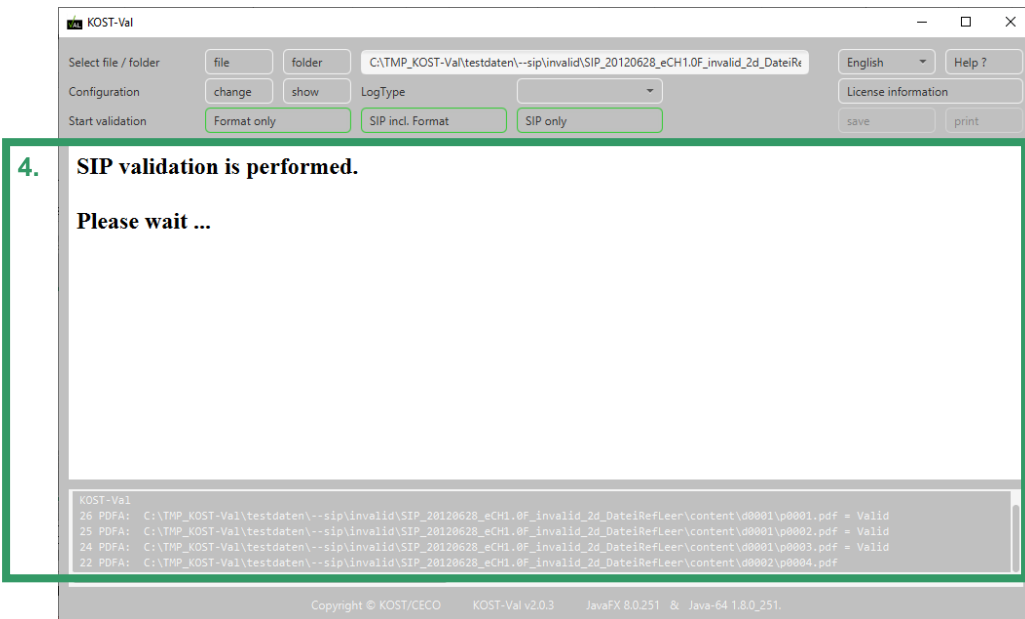 VAL KOST-Val
Select file / folder file folder C:\TMP_KOST-Val\testdaten\--sip\invalid\SIP_20120628_eCH1.0F_invalid_2d_DateiRe English Help ?
Configuration change show LogType License information
Start validation Format only SIP incl. Format SIP only save print
4. SIP validation is performed.
Please wait ...
KOST-Val
26 PDFA: C:\TMP_KOST-Val\testdaten\--sip\invalid\SIP_20120628_eCH1.0F_invalid_2d_DateiRefLeer\content\d0001\p0001.pdf = Valid
25 PDFA: C:\TMP_KOST-Val\testdaten\--sip\invalid\SIP_20120628_eCH1.0F_invalid_2d_DateiRefLeer\content\d0001\p0002.pdf = Valid
24 PDFA: C:\TMP_KOST-Val\testdaten\--sip\invalid\SIP_20120628_eCH1.0F_invalid_2d_DateiRefLeer\content\d0001\p0003.pdf = Valid
22 PDFA: C:\TMP_KOST-Val\testdaten\--sip\invalid\SIP_20120628_eCH1.0F_invalid_2d_DateiRefLeer\content\d0002\p0004.pdf
Copyright © KOST/CECO KOST-Val v2.0.3 JavaFX 8.0.251 & Java-64 1.8.0_251.